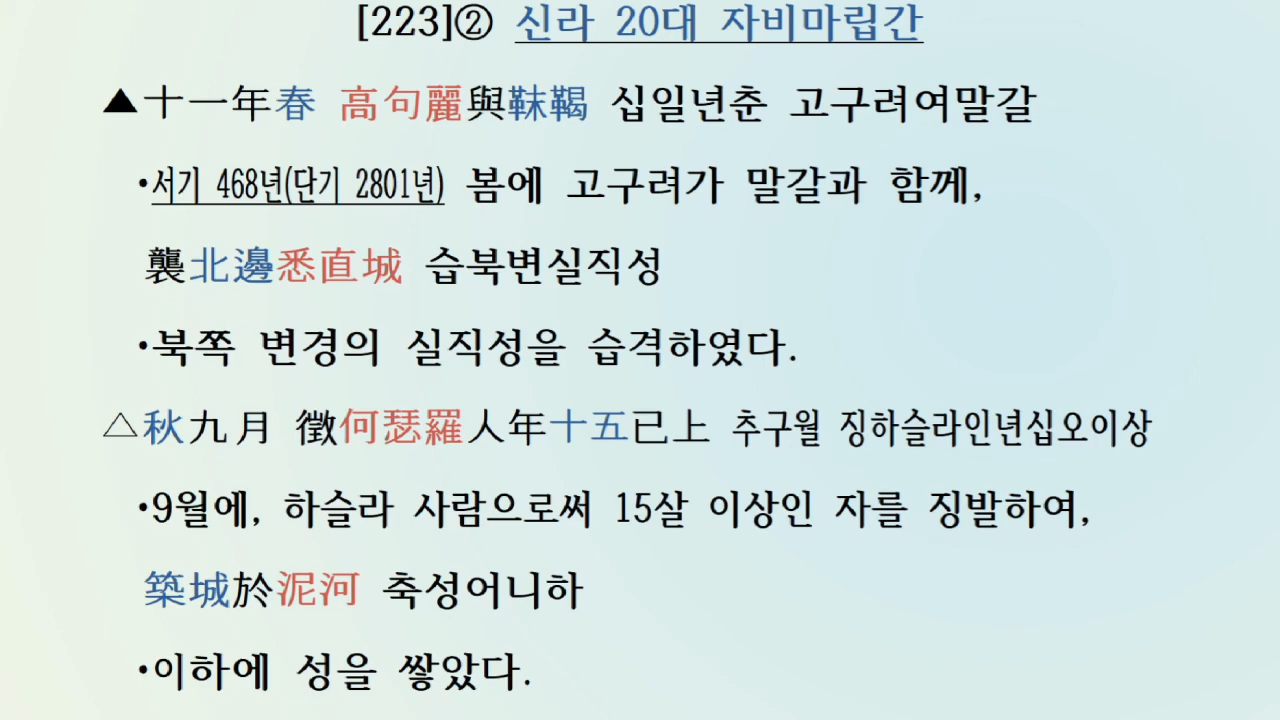 [223]② 신라 20대 자비마립간
▲十一年春 高句麗與靺鞨 십일년춘 고구려여말갈
·서기 468년(단기 2801년) 봄에 고구려가 말갈과 함께,
襲北邊悉直城 습북변실직성
·북쪽 변경의 실직성을 습격하였다.
△秋九月 徵何瑟羅人年十五已上 추구월 징하슬라인년십오이상
·9월에, 하슬라 사람으로써 15살 이상인 자를 징발하여,
築城於泥河 축성어니하
·이하에 성을 쌓았다.